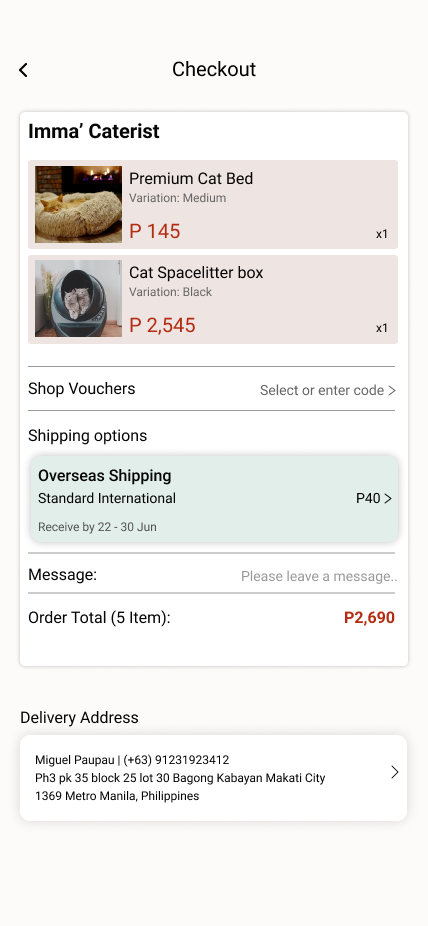 Checkout
Imma’ Caterist
Premium Cat Bed
Variation: Medium
P 145
x1
Cat Spacelitter box
Variation: Black
P 2,545
x1
Shop Vouchers
Select or enter code >
Shipping options
Overseas Shipping
Standard International
P40 >
Receive by 22 - 30 Jun
Message:
Please leave a message..
Order Total (5 Item):
P2,690
Delivery Address
Miguel Paupau | (+63) 91231923412
Ph3 pk 35 block 25 lot 30 Bagong Kabayan Makati City
1369 Metro Manila, Philippines